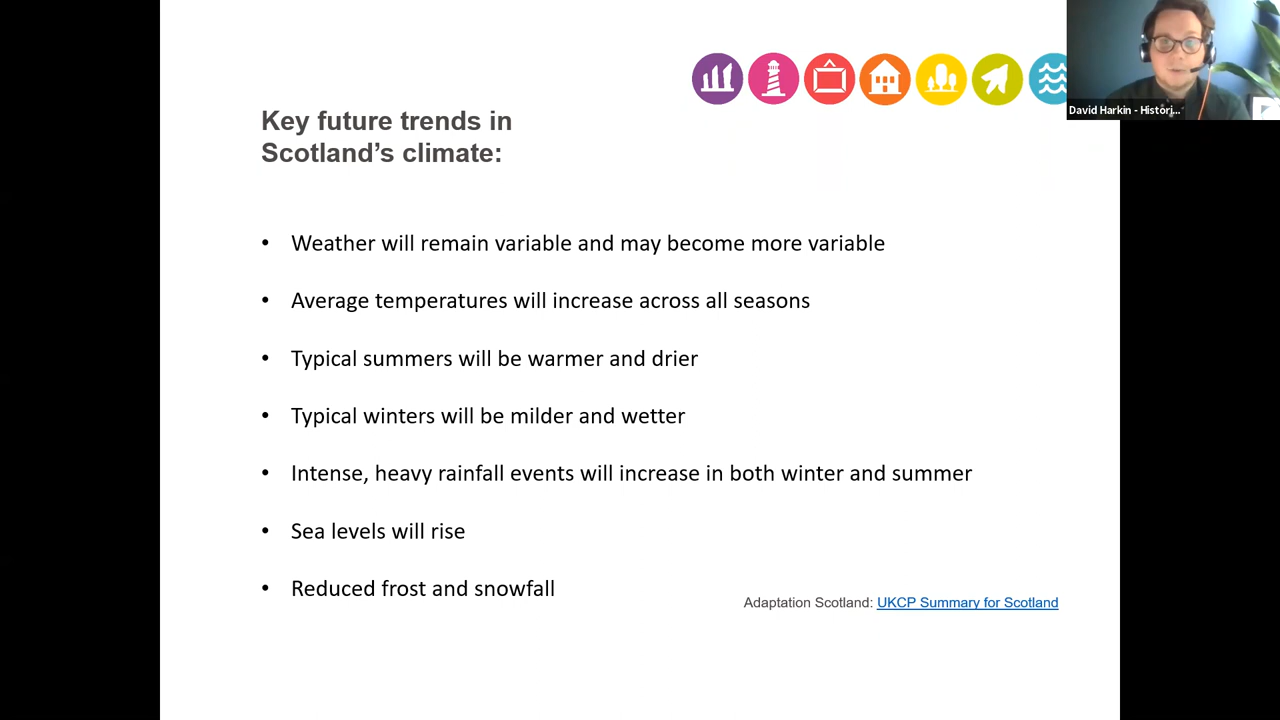 David Harkin - Histori...
Key future trends in
Scotland’s climate:
• Weather will remain variable and may become more variable
• Average temperatures will increase across all seasons
• Typical summers will be warmer and drier
• Typical winters will be milder and wetter
• Intense, heavy rainfall events will increase in both winter and summer
• Sea levels will rise
• Reduced frost and snowfall
Adaptation Scotland: UKCP Summary for Scotland